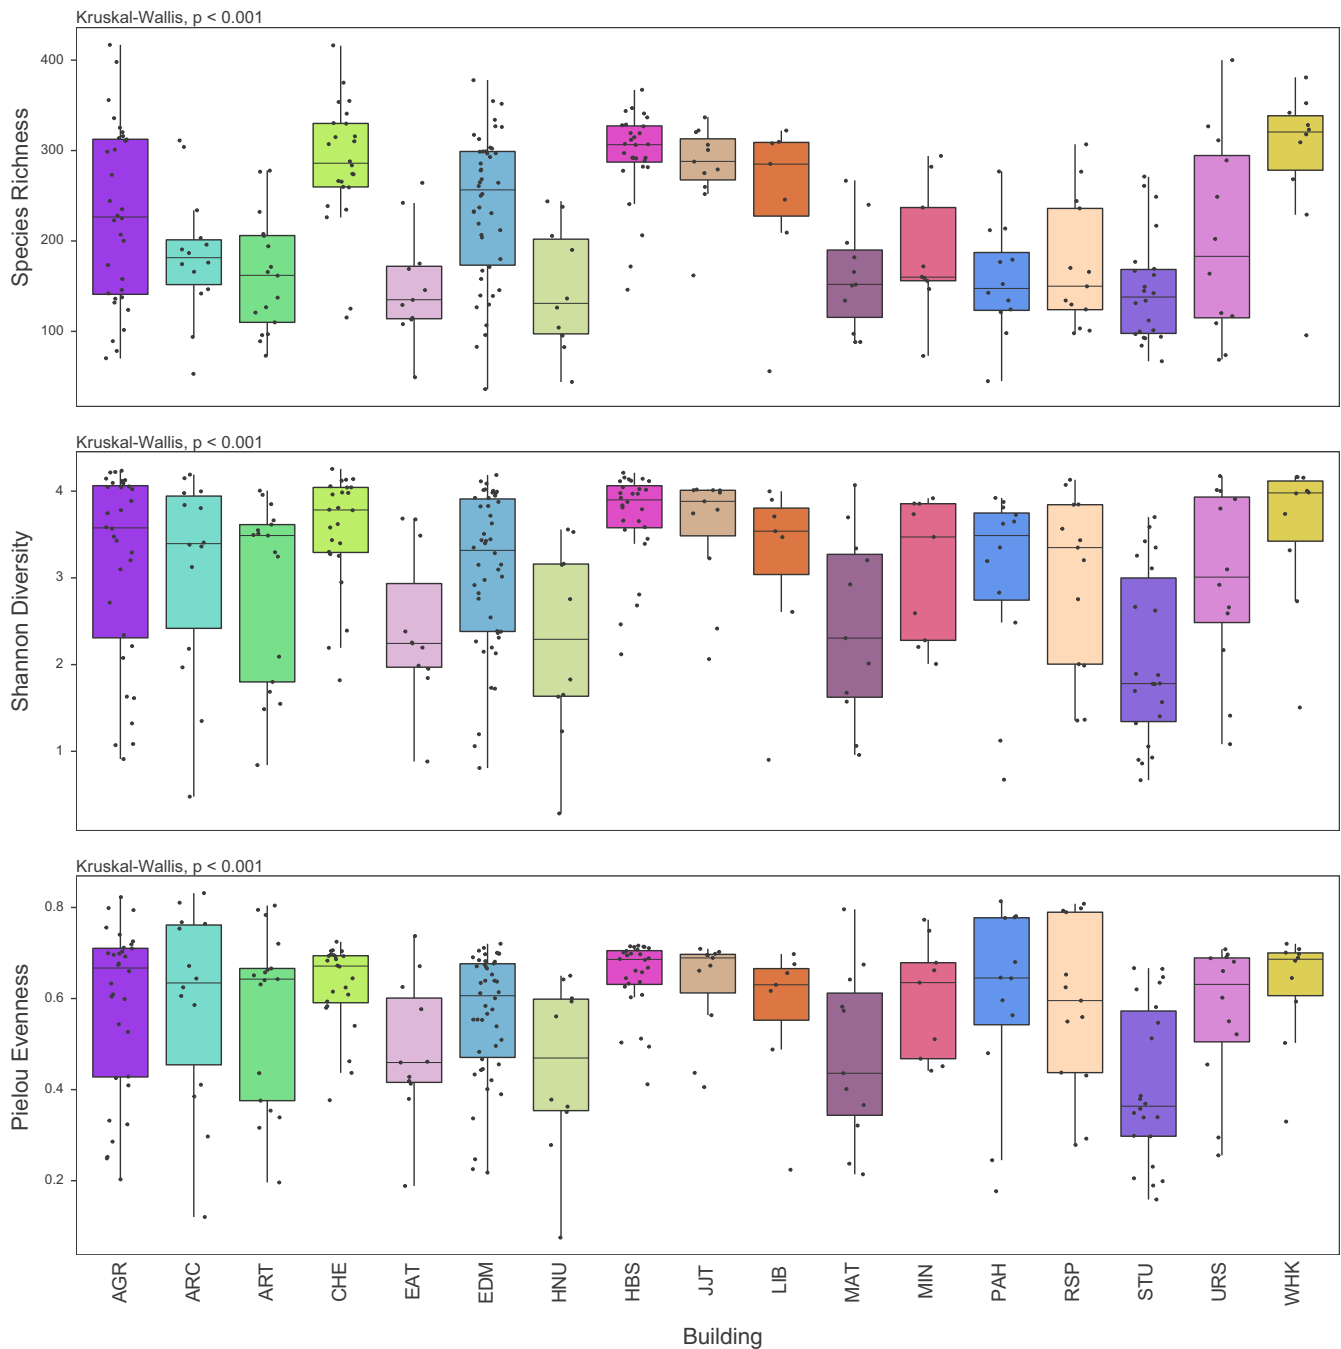 Kruskal-Wallis, p < 0.001
Species Richness
400
300
200
100
Kruskal-Wallis, p < 0.001
Shannon Diversity
4
3
2
1
Kruskal-Wallis, p < 0.001
Pielou Evenness
0.8
0.6
0.4
0.2
AGR ARC ART CHE EAT EDM HNU HBS JJT LIB MAT MIN PAH RSP STU URS WHK
Building